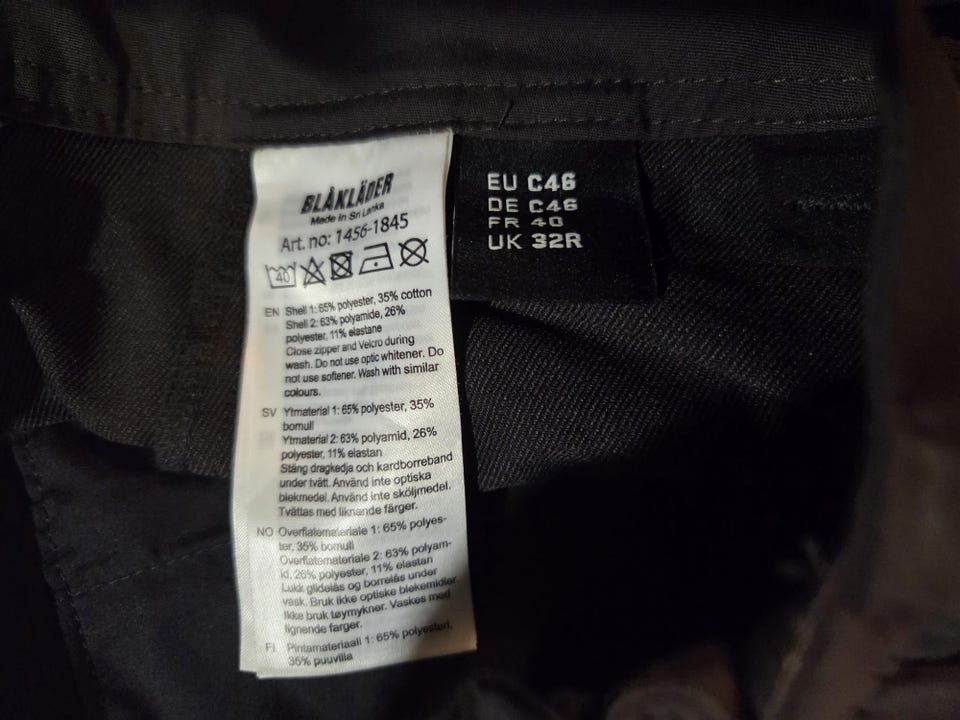 BLÅKLÄDER
Made in Sri Lanka
Art. no: 1456-1845
40
EN Shell 1: 65% polyester, 35% cotton
Shell 2: 63% polyamide, 26%
polyester, 11% elastane
Close zipper and Velcro during
wash. Do not use optic whitener. Do
not use softener. Wash with similar
colours.
SV Ytmaterial 1: 65% polyester, 35%
bomull
Ytmaterial 2: 63% polyamid, 26%
polyester, 11% elastan
Stäng dragkedja och kardborreband
under tvätt. Använd inte optiska
blekmedel. Använd inte sköljmedel.
Tvättas med liknande färger.
NO Overflatemateriale 1: 65% polyes-
ter, 35% bomull
Overflatemateriale 2: 63% polyam-
id, 26% polyester, 11% elastan
Lukk glidelås og borrelås under
vask. Bruk ikke optiske blekemidler
Ikke bruk tøymykner. Vaskes med
lignende farger.
FI Pintamateriaali 1: 65% polyesteri,
35% puuvilla
EU C46
DE C46
FR 40
UK 32R